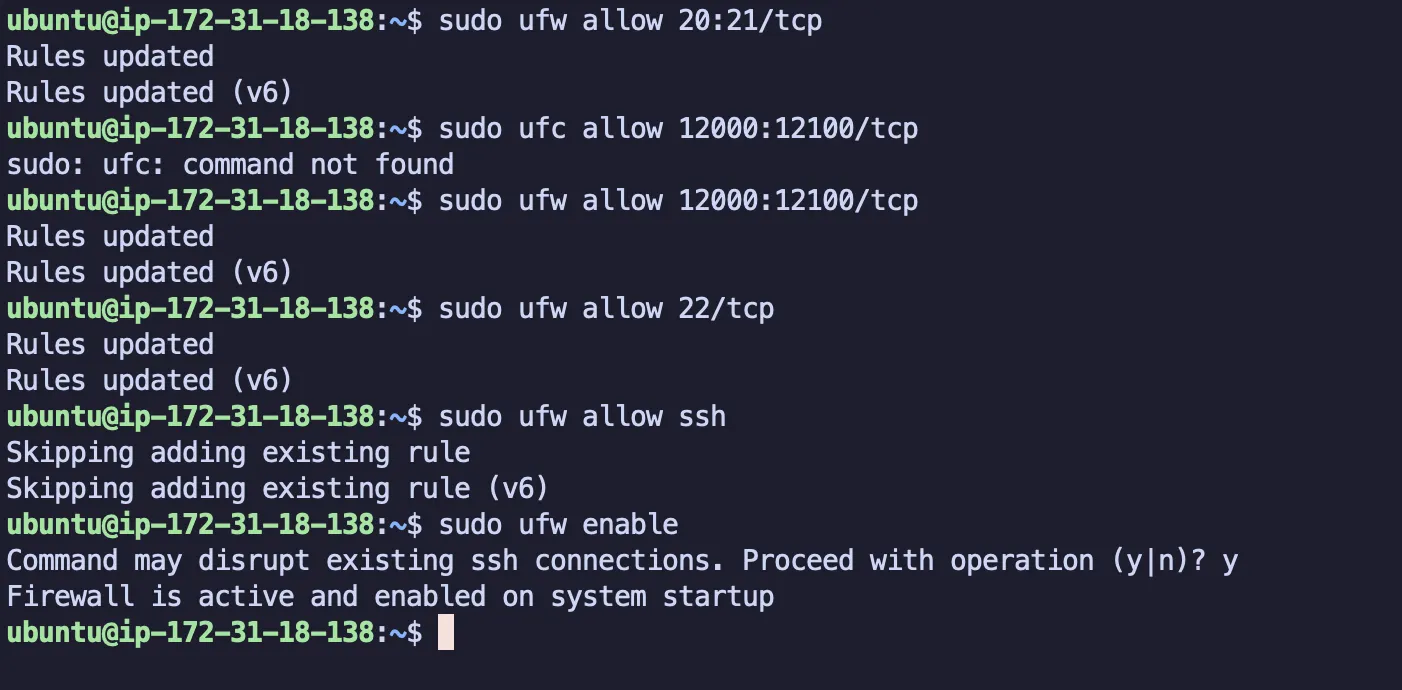 ubuntu@ip-172-31-18-138:~$ sudo ufw allow 20:21/tcp
Rules updated
Rules updated (v6)
ubuntu@ip-172-31-18-138:~$ sudo ufc allow 12000:12100/tcp
sudo: ufc: command not found
ubuntu@ip-172-31-18-138:~$ sudo ufw allow 12000:12100/tcp
Rules updated
Rules updated (v6)
ubuntu@ip-172-31-18-138:~$ sudo ufw allow 22/tcp
Rules updated
Rules updated (v6)
ubuntu@ip-172-31-18-138:~$ sudo ufw allow ssh
Skipping adding existing rule
Skipping adding existing rule (v6)
ubuntu@ip-172-31-18-138:~$ sudo ufw enable
Command may disrupt existing ssh connections. Proceed with operation (y|n)? y
Firewall is active and enabled on system startup
ubuntu@ip-172-31-18-138:~$